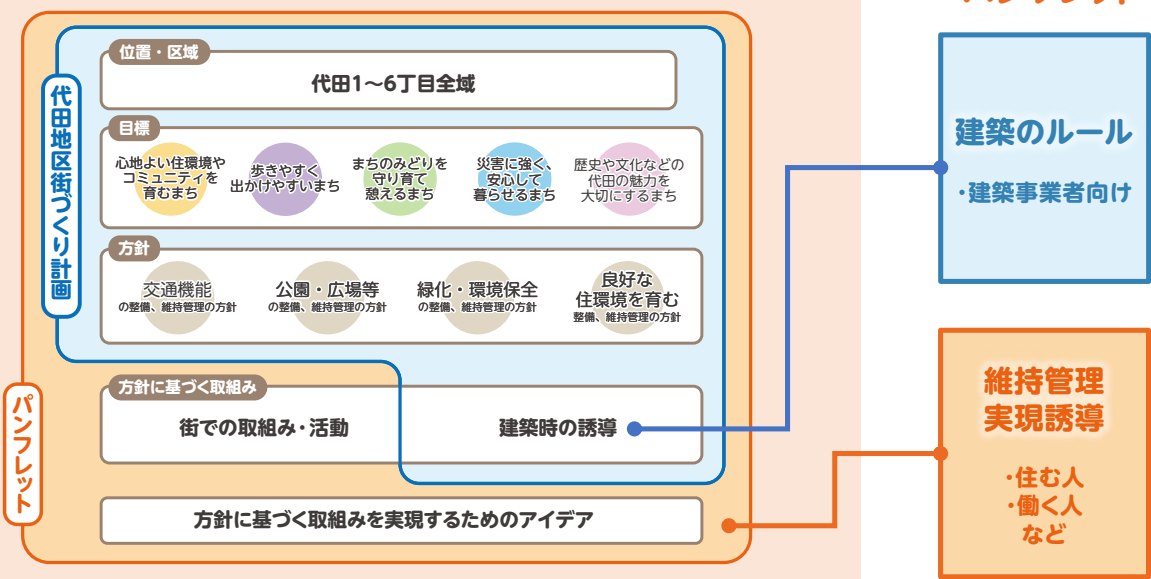 パンフレット
代田地区街づくり計画
位置・区域
代田1〜6丁目全域
目標
心地よい住環境や
コミュニティを
育むまち
歩きやすく
出かけやすいまち
まちのみどりを
守り育て
憩えるまち
災害に強く、
安心して
暮らせるまち
歴史や文化などの
代田の魅力を
大切にするまち
方針
交通機能
の整備、維持管理の方針
公園・広場等
の整備、維持管理の方針
緑化・環境保全
の整備、維持管理の方針
良好な
住環境を育む
整備、維持管理の方針
方針に基づく取組み
街での取組み・活動
建築時の誘導
方針に基づく取組みを実現するためのアイデア
建築のルール
・建築事業者向け
維持管理
実現誘導
・住む人
・働く人
など